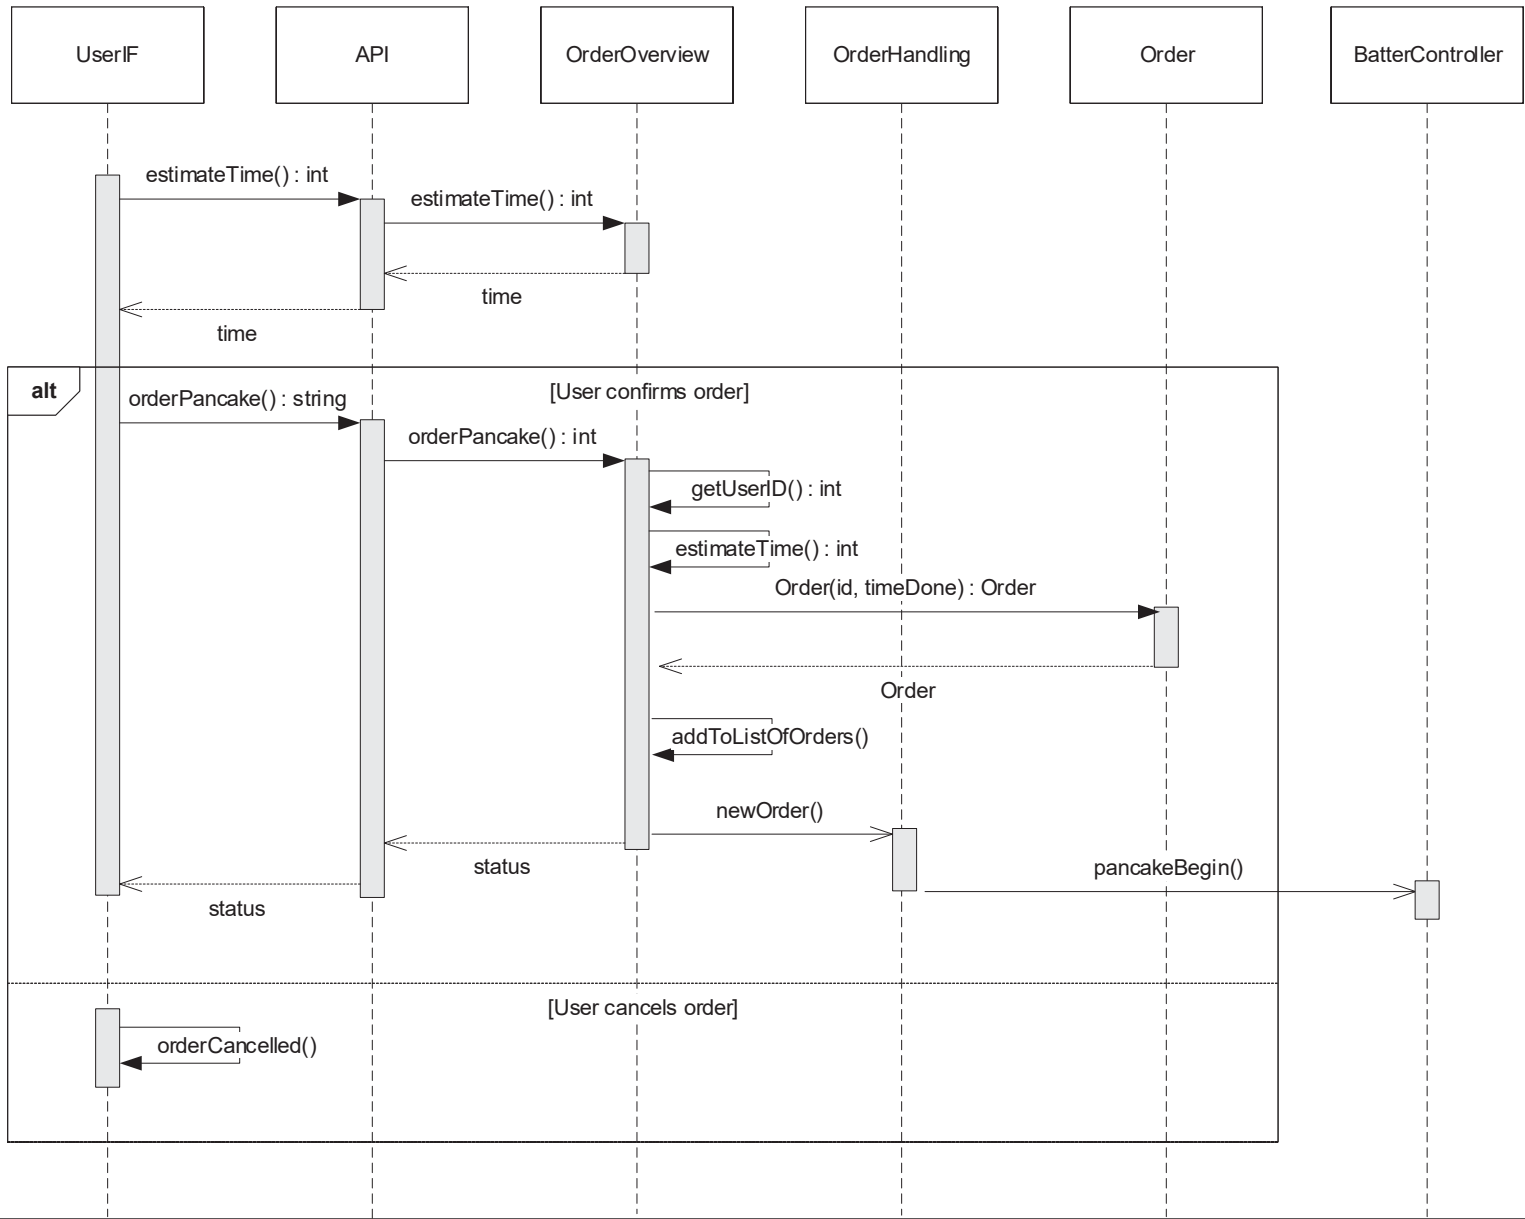 UserIF
API
OrderOverview
OrderHandling
Order
BatterController
estimateTime() : int
estimateTime() : int
time
time
alt
[User confirms order]
orderPancake() : string
orderPancake() : int
getUserID() : int
estimateTime() : int
Order(id, timeDone) : Order
Order
addToListOfOrders()
newOrder()
status
pancakeBegin()
status
[User cancels order]
orderCancelled()